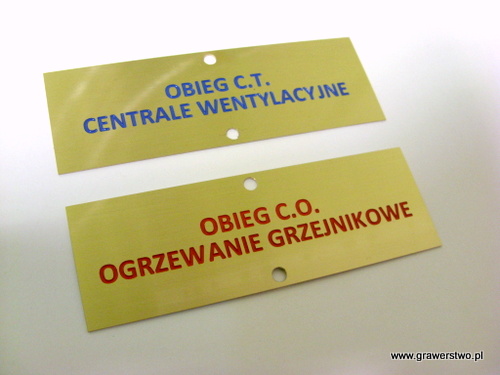 OBIEG C.T.
CENTRALE WENTYLACYJNE
OBIEG C.O.
OGRZEWANIE GRZEJNIKOWE
www.grawerstwo.pl